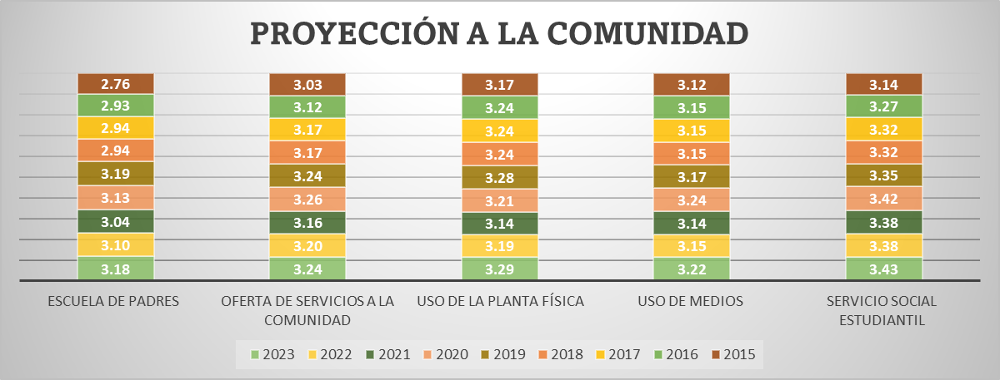 PROYECCIÓN A LA COMUNIDAD
2.76 3.03 3.17 3.12 3.14
2.93 3.12 3.24 3.15 3.27
2.94 3.17 3.24 3.15 3.32
2.94 3.17 3.24 3.15 3.32
3.19 3.24 3.28 3.17 3.35
3.13 3.26 3.21 3.24 3.42
3.04 3.16 3.14 3.14 3.38
3.10 3.20 3.19 3.15 3.38
3.18 3.24 3.29 3.22 3.43
ESCUELA DE PADRES
OFERTA DE SERVICIOS A LA
COMUNIDAD
USO DE LA PLANTA FÍSICA
USO DE MEDIOS
SERVICIO SOCIAL
ESTUDIANTIL
2023 2022 2021 2020 2019 2018 2017 2016 2015